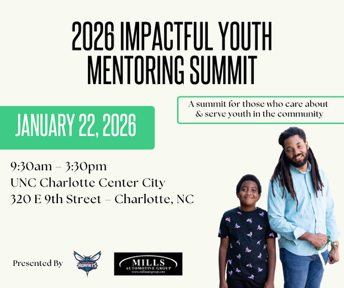 2026 IMPACTFUL YOUTH
MENTORING SUMMIT
A summit for those who care about
& serve youth in the community
JANUARY 22, 2026
9:30am – 3:30pm
UNC Charlotte Center City
320 E 9th Street – Charlotte, NC
Presented By
HORNETS
MILLS
AUTOMOTIVE GROUP